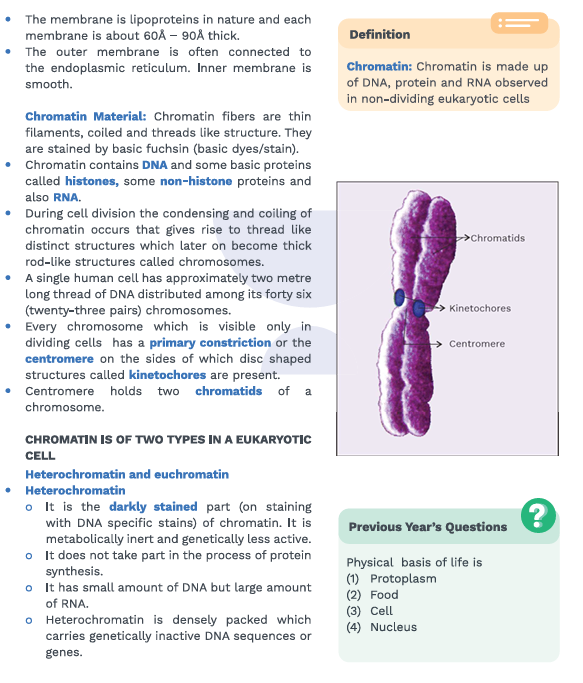 • The membrane is lipoproteins in nature and each
membrane is about 60Å – 90Å thick.
• The outer membrane is often connected to
the endoplasmic reticulum. Inner membrane is
smooth.
Chromatin Material: Chromatin fibers are thin
filaments, coiled and threads like structure. They
are stained by basic fuchsin (basic dyes/stain).
• Chromatin contains DNA and some basic proteins
called histones, some non-histone proteins and
also RNA.
• During cell division the condensing and coiling of
chromatin occurs that gives rise to thread like
distinct structures which later on become thick
rod-like structures called chromosomes.
• A single human cell has approximately two metre
long thread of DNA distributed among its forty six
(twenty-three pairs) chromosomes.
• Every chromosome which is visible only in
dividing cells has a primary constriction or the
centromere on the sides of which disc shaped
structures called kinetochores are present.
• Centromere holds two chromatids of a
chromosome.
CHROMATIN IS OF TWO TYPES IN A EUKARYOTIC
CELL
Heterochromatin and euchromatin
• Heterochromatin
o It is the darkly stained part (on staining
with DNA specific stains) of chromatin. It is
metabolically inert and genetically less active.
o It does not take part in the process of protein
synthesis.
o It has small amount of DNA but large amount
of RNA.
o Heterochromatin is densely packed which
carries genetically inactive DNA sequences or
genes.
Definition
Chromatin: Chromatin is made up
of DNA, protein and RNA observed
in non-dividing eukaryotic cells
Chromatids
Kinetochores
Centromere
?
Previous Year's Questions
Physical basis of life is
(1) Protoplasm
(2) Food
(3) Cell
(4) Nucleus